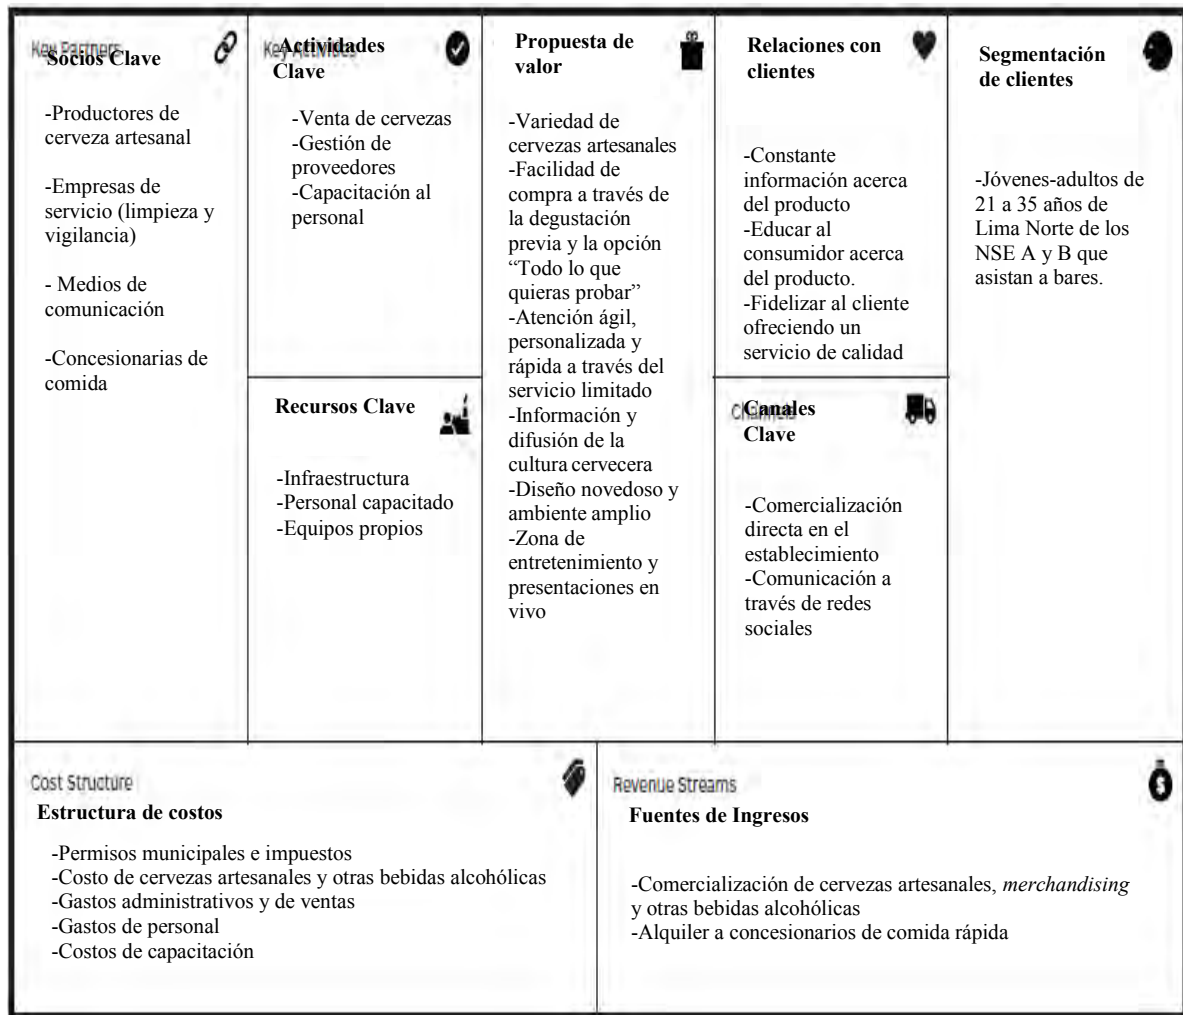 Key Partners
Socios Clave
-Productores de
cerveza artesanal
-Empresas de
servicio (limpieza y
vigilancia)
- Medios de
comunicación
-Concesionarias de
comida
Key Activities
Actividades
Clave
-Venta de cervezas
-Gestión de
proveedores
-Capacitación al
personal
Recursos Clave
-Infraestructura
-Personal capacitado
-Equipos propios
Propuesta de
valor
-Variedad de
cervezas artesanales
-Facilidad de
compra a través de
la degustación
previa y la opción
“Todo lo que
quieras probar”
-Atención ágil,
personalizada y
rápida a través del
servicio limitado
-Información y
difusión de la
cultura cervecera
-Diseño novedoso y
ambiente amplio
-Zona de
entretenimiento y
presentaciones en
vivo
Relaciones con
clientes
-Constante
información acerca
del producto
-Educar al
consumidor acerca
del producto.
-Fidelizar al cliente
ofreciendo un
servicio de calidad
Channels
Canales
Clave
-Comercialización
directa en el
establecimiento
-Comunicación a
través de redes
sociales
Segmentación
de clientes
-Jóvenes-adultos de
21 a 35 años de
Lima Norte de los
NSE A y B que
asistan a bares.
Cost Structure
Estructura de costos
-Permisos municipales e impuestos
-Costo de cervezas artesanales y otras bebidas alcohólicas
-Gastos administrativos y de ventas
-Gastos de personal
-Costos de capacitación
Revenue Streams
Fuentes de Ingresos
-Comercialización de cervezas artesanales, merchandising
y otras bebidas alcohólicas
-Alquiler a concesionarios de comida rápida